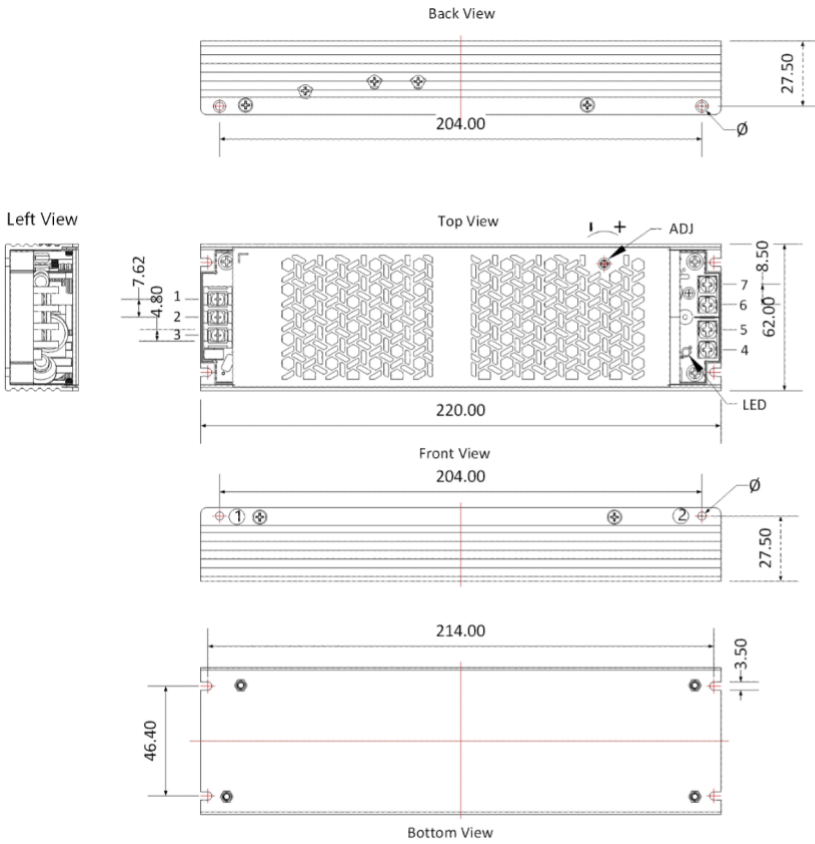 Back View
27.50
204.00
Ø
Left View
Top View
- +
ADJ
7.62
4.80
1
2
3
8.50
7
6
62.00
5
4
220.00
LED
Front View
204.00
Ø
1
2
27.50
214.00
3.50
46.40
Bottom View